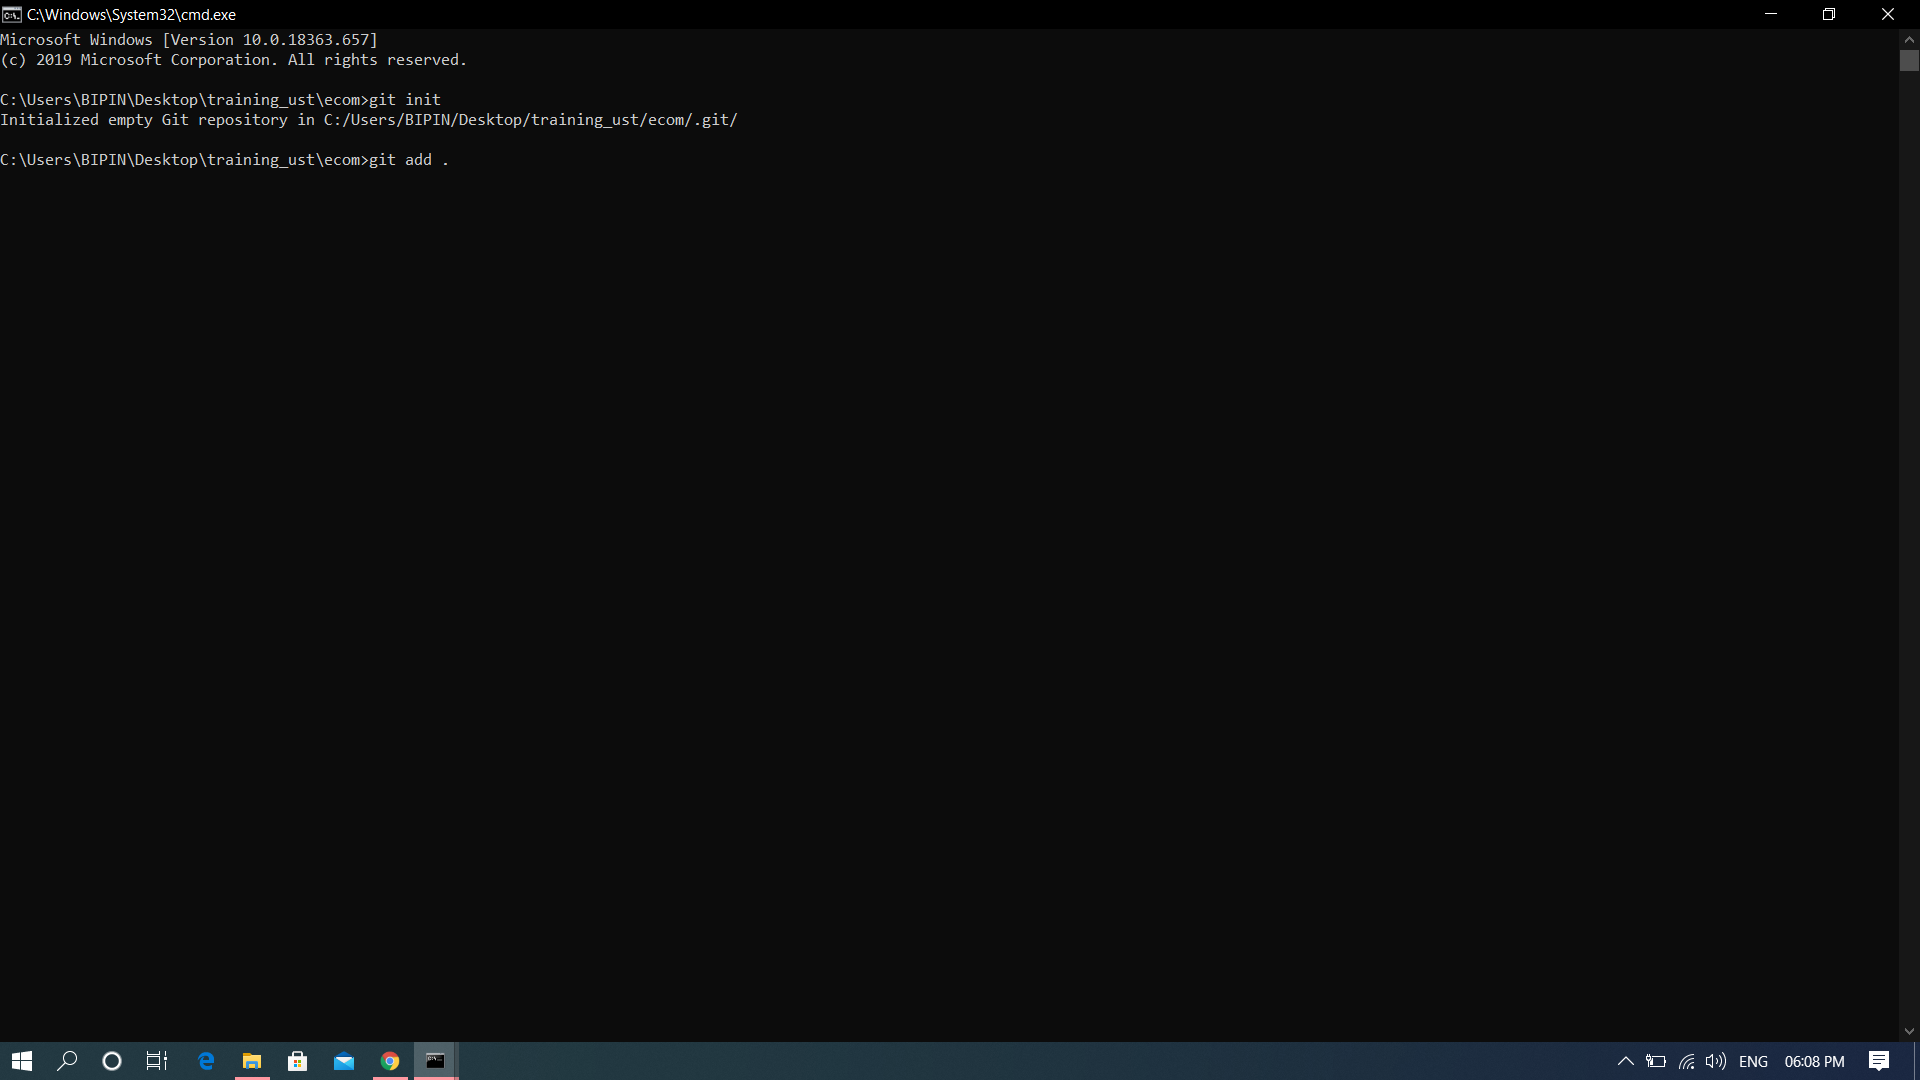 C:\Windows\System32\cmd.exe
Microsoft Windows [Version 10.0.18363.657]
(c) 2019 Microsoft Corporation. All rights reserved.
C:\Users\BIPIN\Desktop\training_ust\ecom>git init
Initialized empty Git repository in C:/Users/BIPIN/Desktop/training_ust/ecom/.git/
C:\Users\BIPIN\Desktop\training_ust\ecom>git add .
ENG 06:08 PM